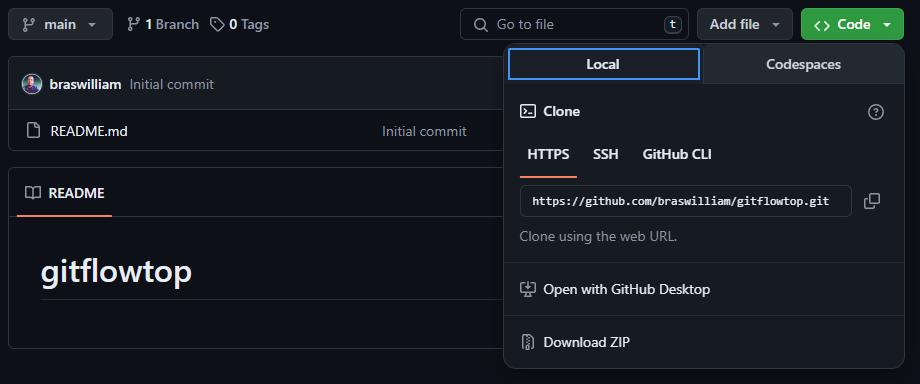 main 1 Branch 0 Tags Go to file t Add file Code
Local Codespaces
braswilliam Initial commit
Clone
README.md Initial commit
HTTPS SSH GitHub CLI
README
https://github.com/braswilliam/gitflowtop.git
Clone using the web URL.
gitflowtop
Open with GitHub Desktop
Download ZIP